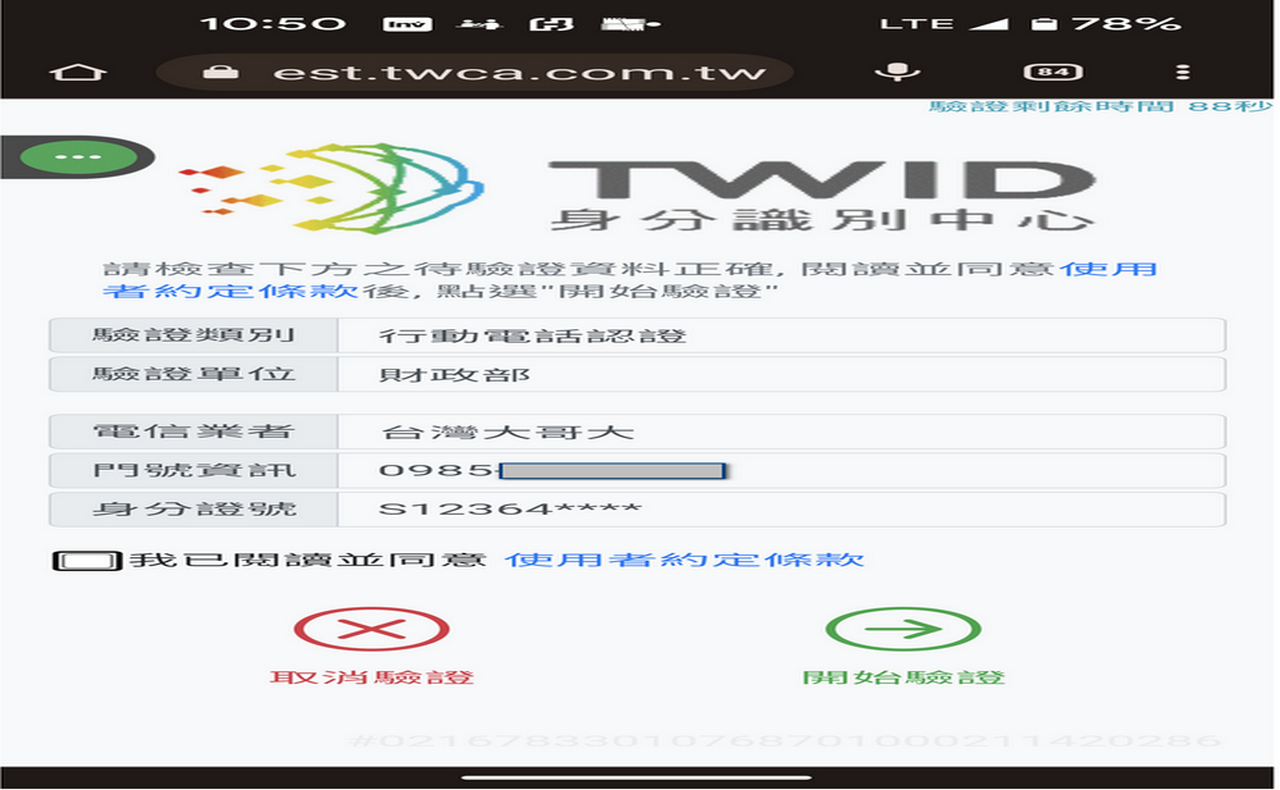 10:50 Inv LTE 78%
est.twca.com.tw 84
驗證剩餘時間 88秒
TWID
身分識別中心
請檢查下方之待驗證資料正確, 閱讀並同意使用
者約定條款後, 點選"開始驗證"
驗證類別 行動電話認證
驗證單位 財政部
電信業者 台灣大哥大
門號資訊 0985-
身分證號 S12364****
我已閱讀並同意 使用者約定條款
取消驗證 開始驗證
#02167833010768701000211420286